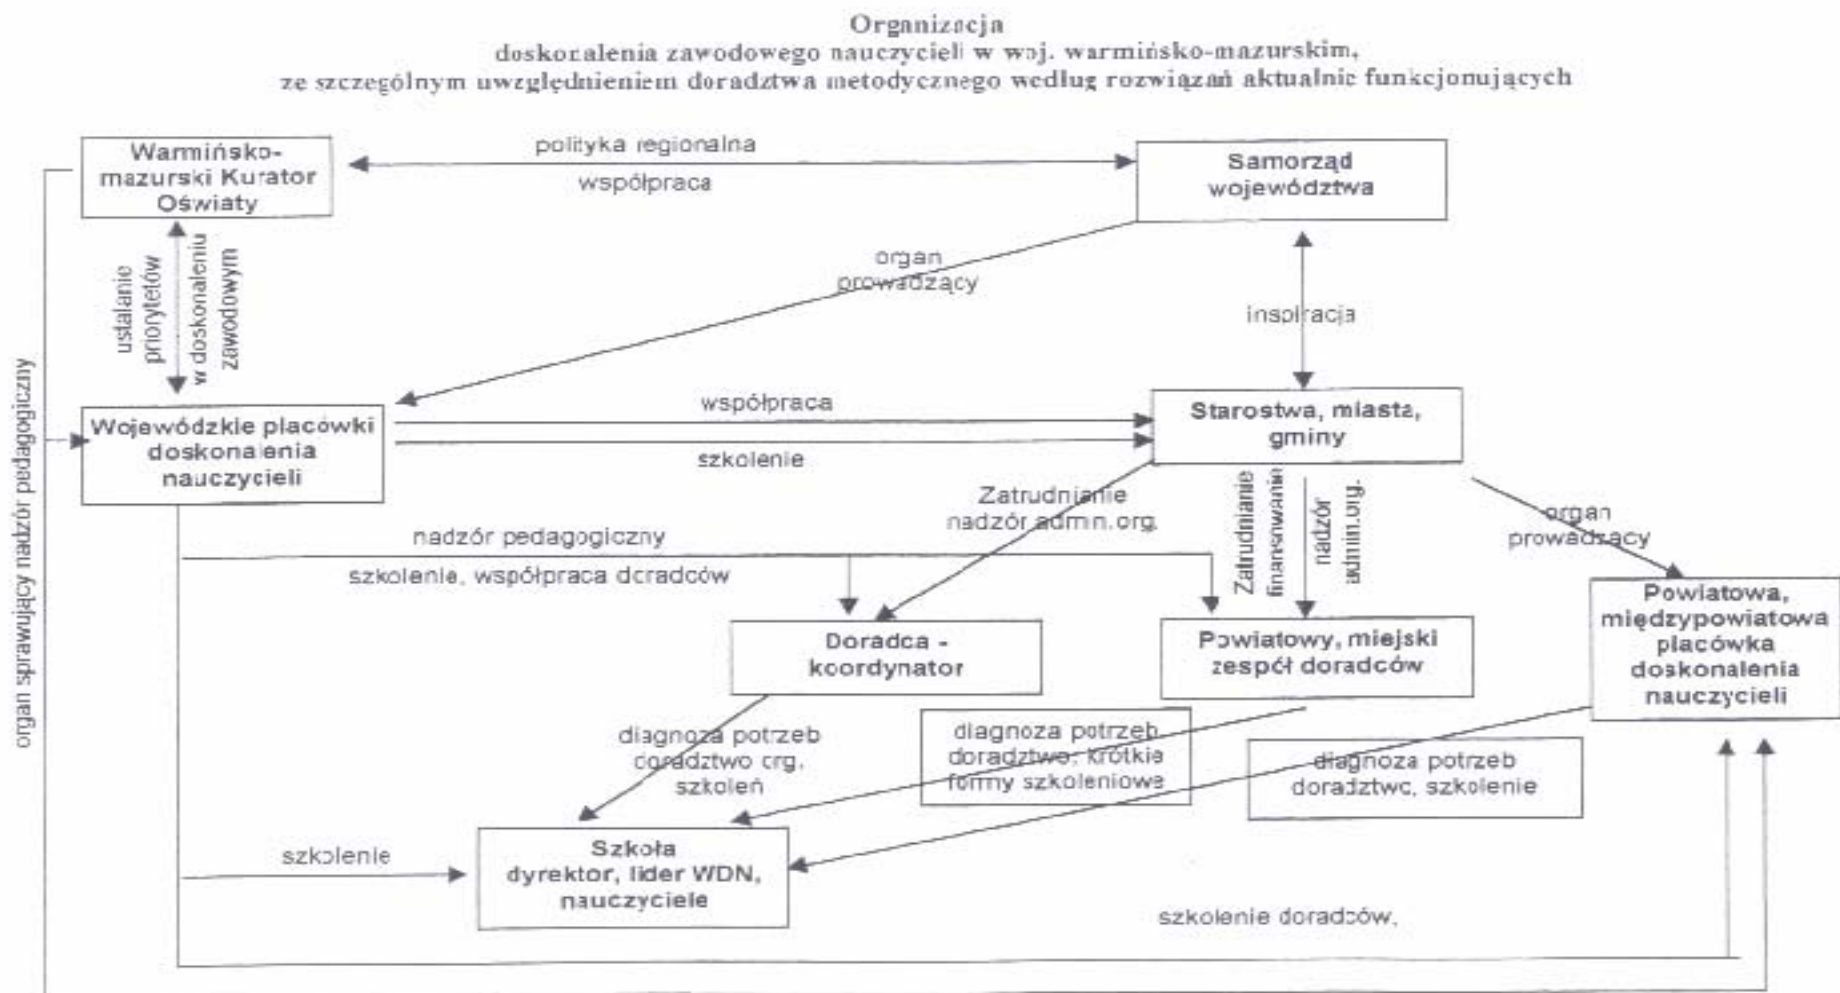 Organizacja
doskonalenia zawodowego nauczycieli w woj. warmińsko-mazurskim,
ze szczególnym uwzględnieniem doradztwa metodycznego według rozwiązań aktualnie funkcjonujących
Warmińsko-
mazurski Kurator
Oświaty
polityka regionalna
współpraca
Samorząd
województwa
ustalanie
priorytetów
w doskonaleniu
zawodowym
organ
prowadzący
inspiracja
organ sprawujący nadzór padagogiczny
Wojewódzkie placówki
doskonalenia
nauczycieli
współpraca
szkolenie
Starostwa, miasta,
gminy
Zatrudnianie
nadzór admin.org.
Zatrudnianie
finansowanie
nadzór
admin.org.
organ
prowadzący
nadzór pedagogiczny
szkolenie, współpraca doradców
Doradca -
koordynator
Powiatowy, miejski
zespół doradców
Powiatowa,
międzypowiatowa
placówka
doskonalenia
nauczycieli
diagnoza potrzeb
doradztwo org.
szkoleń
diagnoza potrzeb
doradztwo, krótkie
formy szkoleniowe
diagnoza potrzeb
doradztwo, szkolenie
szkolenie
Szkoła
dyrektor, lider WDN,
nauczyciele
szkolenie doradców,